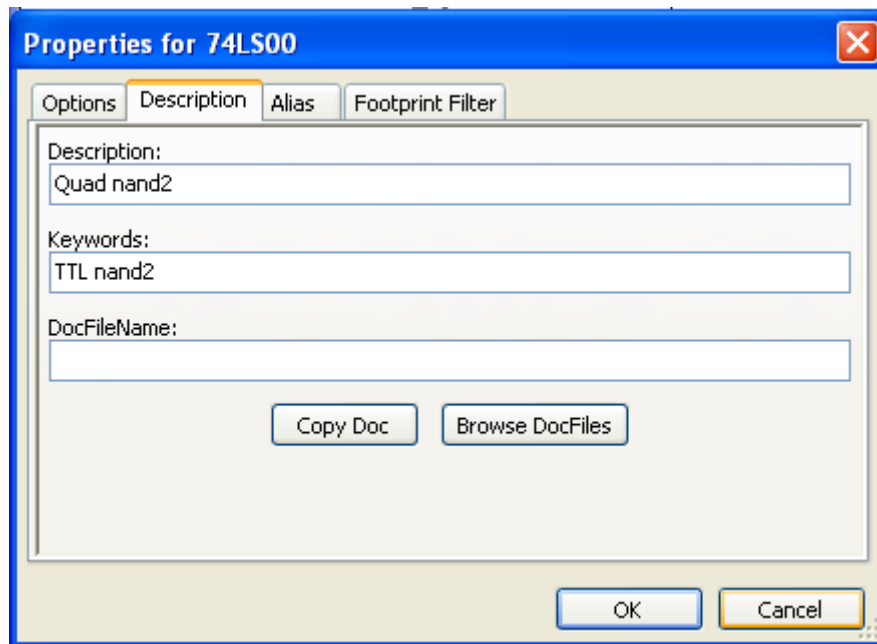 Properties for 74LS00
Options Description Alias Footprint Filter
Description:
Quad nand2
Keywords:
TTL nand2
DocFileName:
Copy Doc Browse DocFiles
OK Cancel